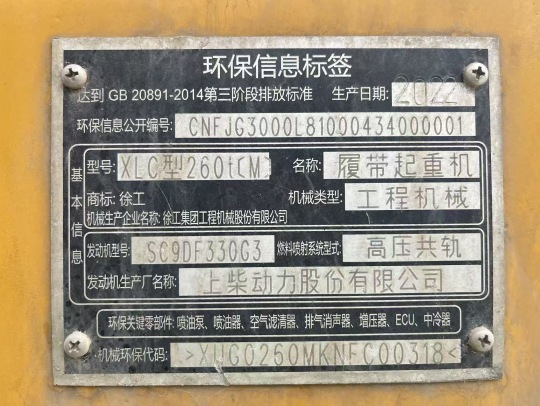 环保信息标签
达到 GB 20891-2014第三阶段排放标准 生产日期: 2022
环保信息公开编号: CNFJG3000L81000434000001
基本信息
型号: XLC型260t(M) 名称: 履带起重机
商标: 徐工 机械类型: 工程机械
机械生产企业名称: 徐工集团工程机械股份有限公司
发动机型号: SC9DF330G3 燃料喷射系统型式: 高压共轨
发动机生产厂名称: 上柴动力股份有限公司
环保关键零部件: 喷油泵、喷油器、空气滤清器、排气消声器、增压器、ECU、中冷器
机械环保代码: >XUG0260MKNFC00318<